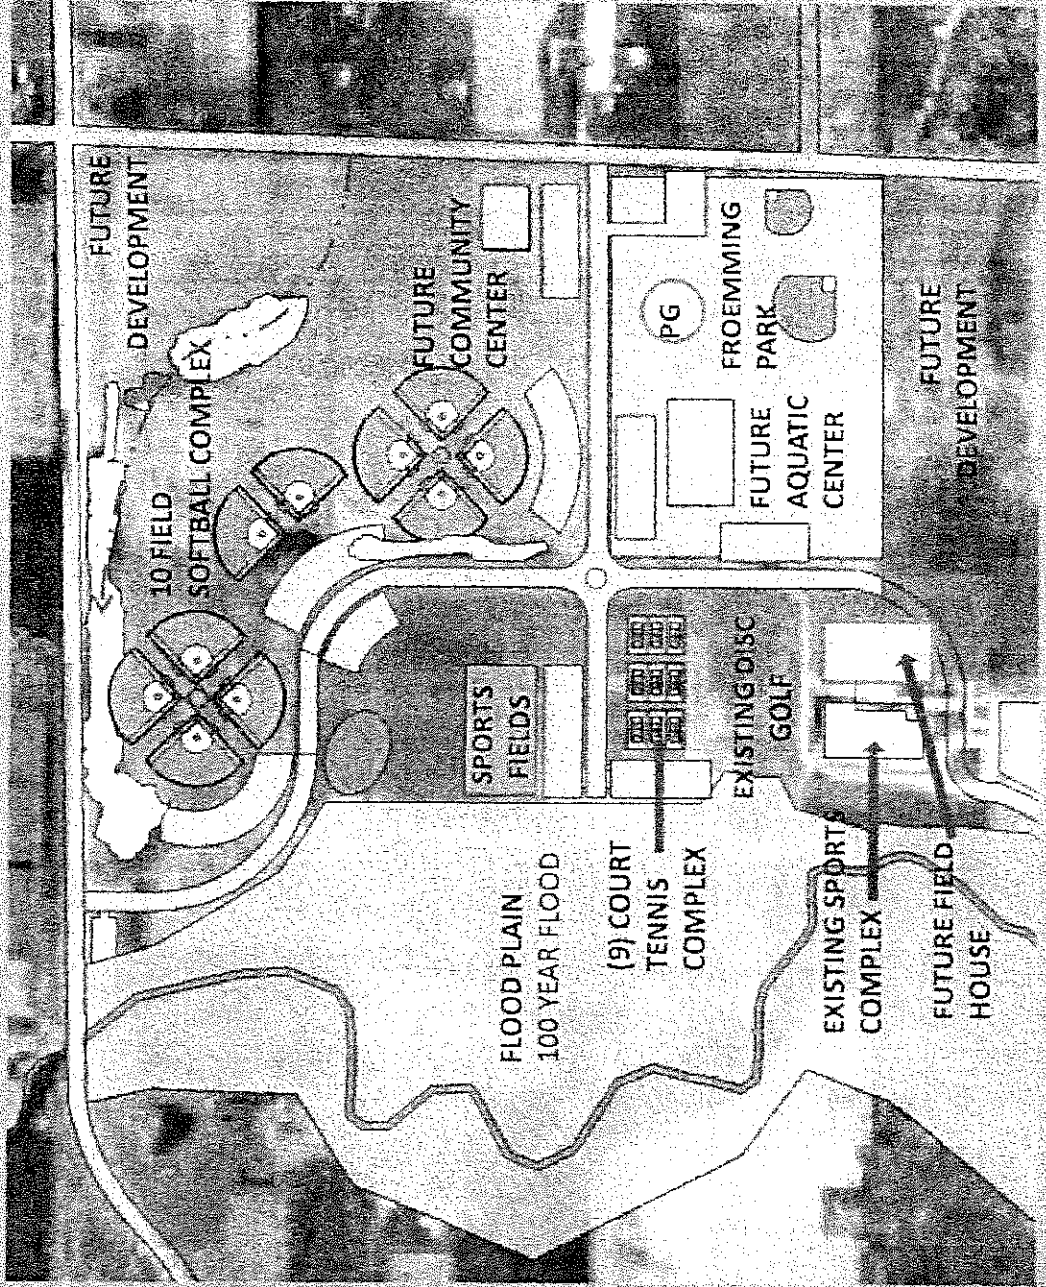 FUTURE
DEVELOPMENT
10 FIELD
SOFTBALL COMPLEX
FUTURE
COMMUNITY
CENTER
SPORTS
FIELDS
FLOOD PLAIN
100 YEAR FLOOD
(9) COURT
TENNIS
COMPLEX
PG
FROEMMING
PARK
EXISTING DISC
GOLF
FUTURE
AQUATIC
CENTER
EXISTING SPORTS
COMPLEX
FUTURE FIELD
HOUSE
FUTURE
DEVELOPMENT